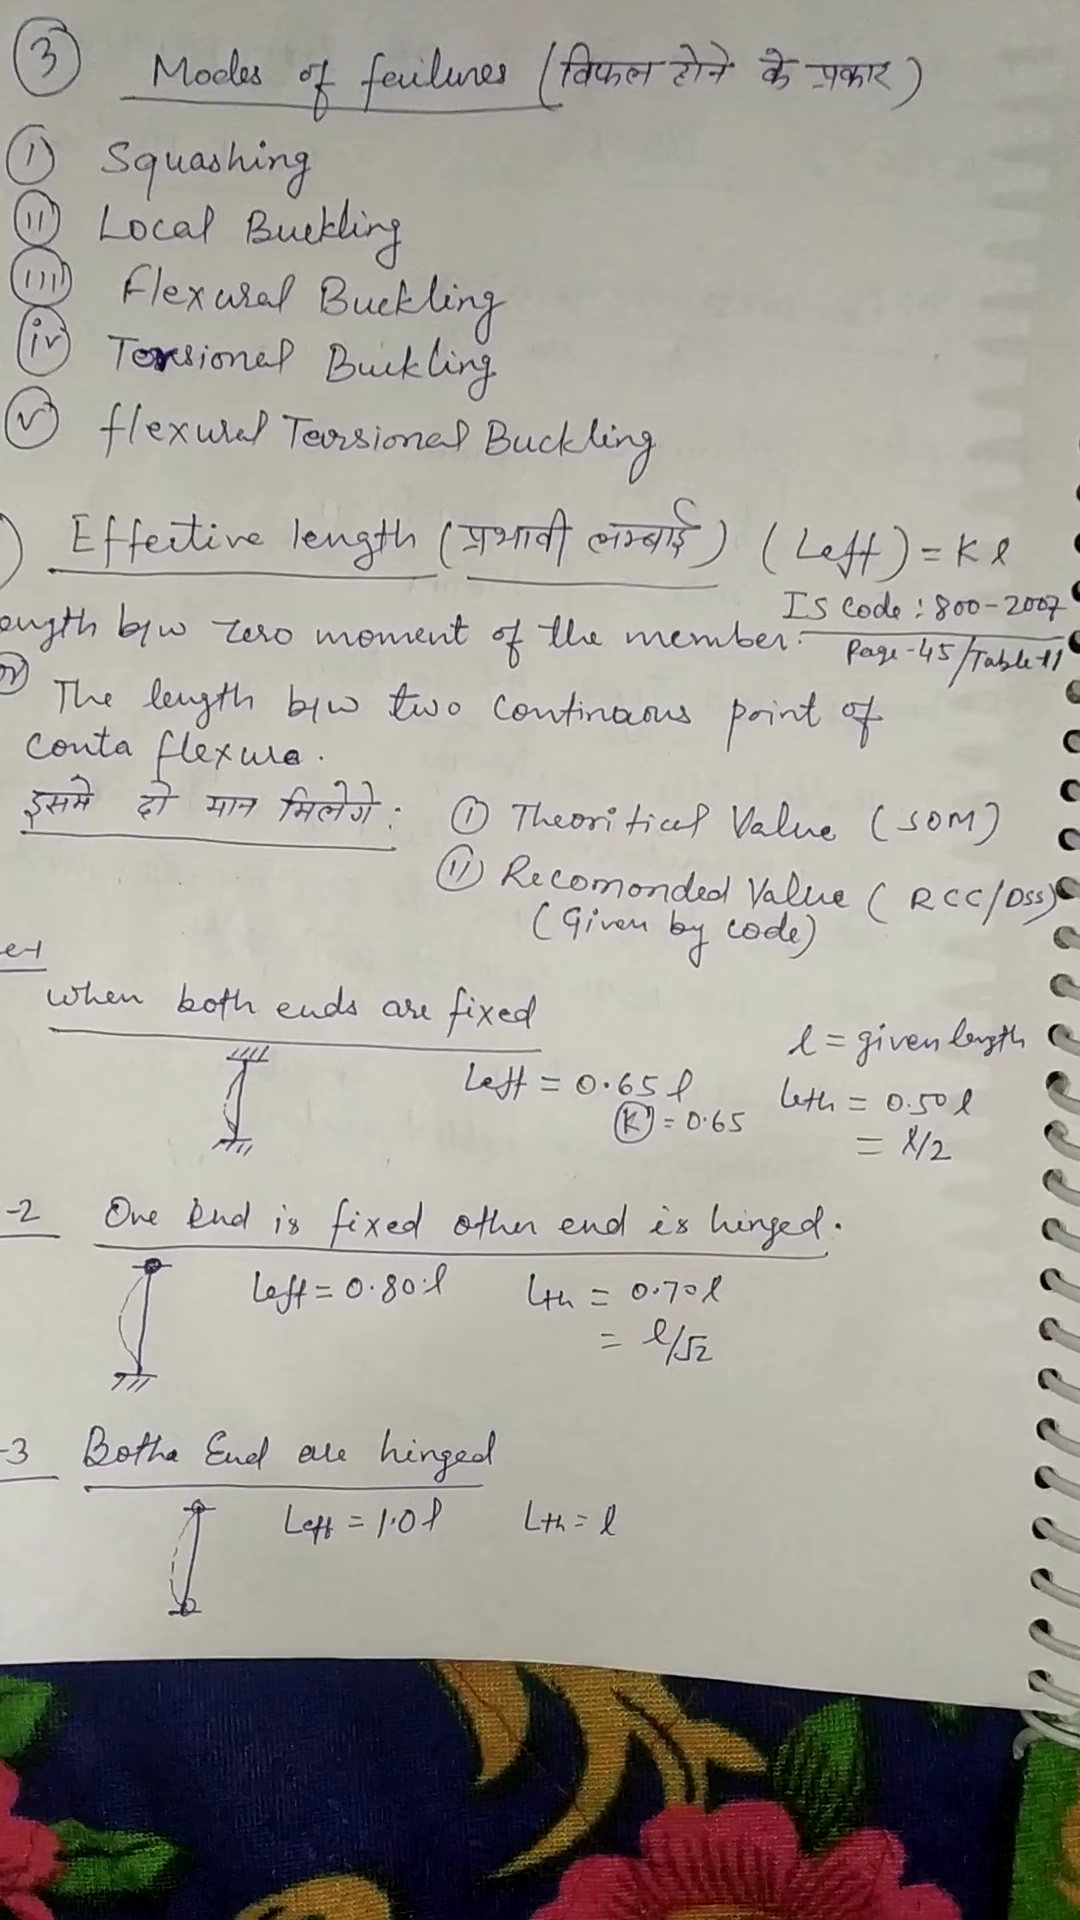 3 Modes of failures (विफल होने के प्रकार)
i) Squashing
ii) Local Buckling
iii) Flexural Buckling
iv) Torsional Buckling
v) flexural Torsional Buckling
) Effective length (प्रभावी लम्बाई) (Leff) = K l
IS Code : 800-2007
Page-45/Table-11
ength b/w zero moment of the member.
or The length b/w two continuous point of
Conta flexure.
इसमे दो मान मिलेगे : i) Theoritical Value (SOM)
ii) Recomonded Value (RCC/DSS)
(Given by code)
e-1
When both ends are fixed
l = given length
Leff = 0.65 l
K = 0.65
Leth = 0.50 l
= l/2
-2 One End is fixed other end is hinged.
Leff = 0.80 l Lth = 0.70 l
= l/√2
-3 Botha End are hinged
Leff = 1.0 l Lth = l